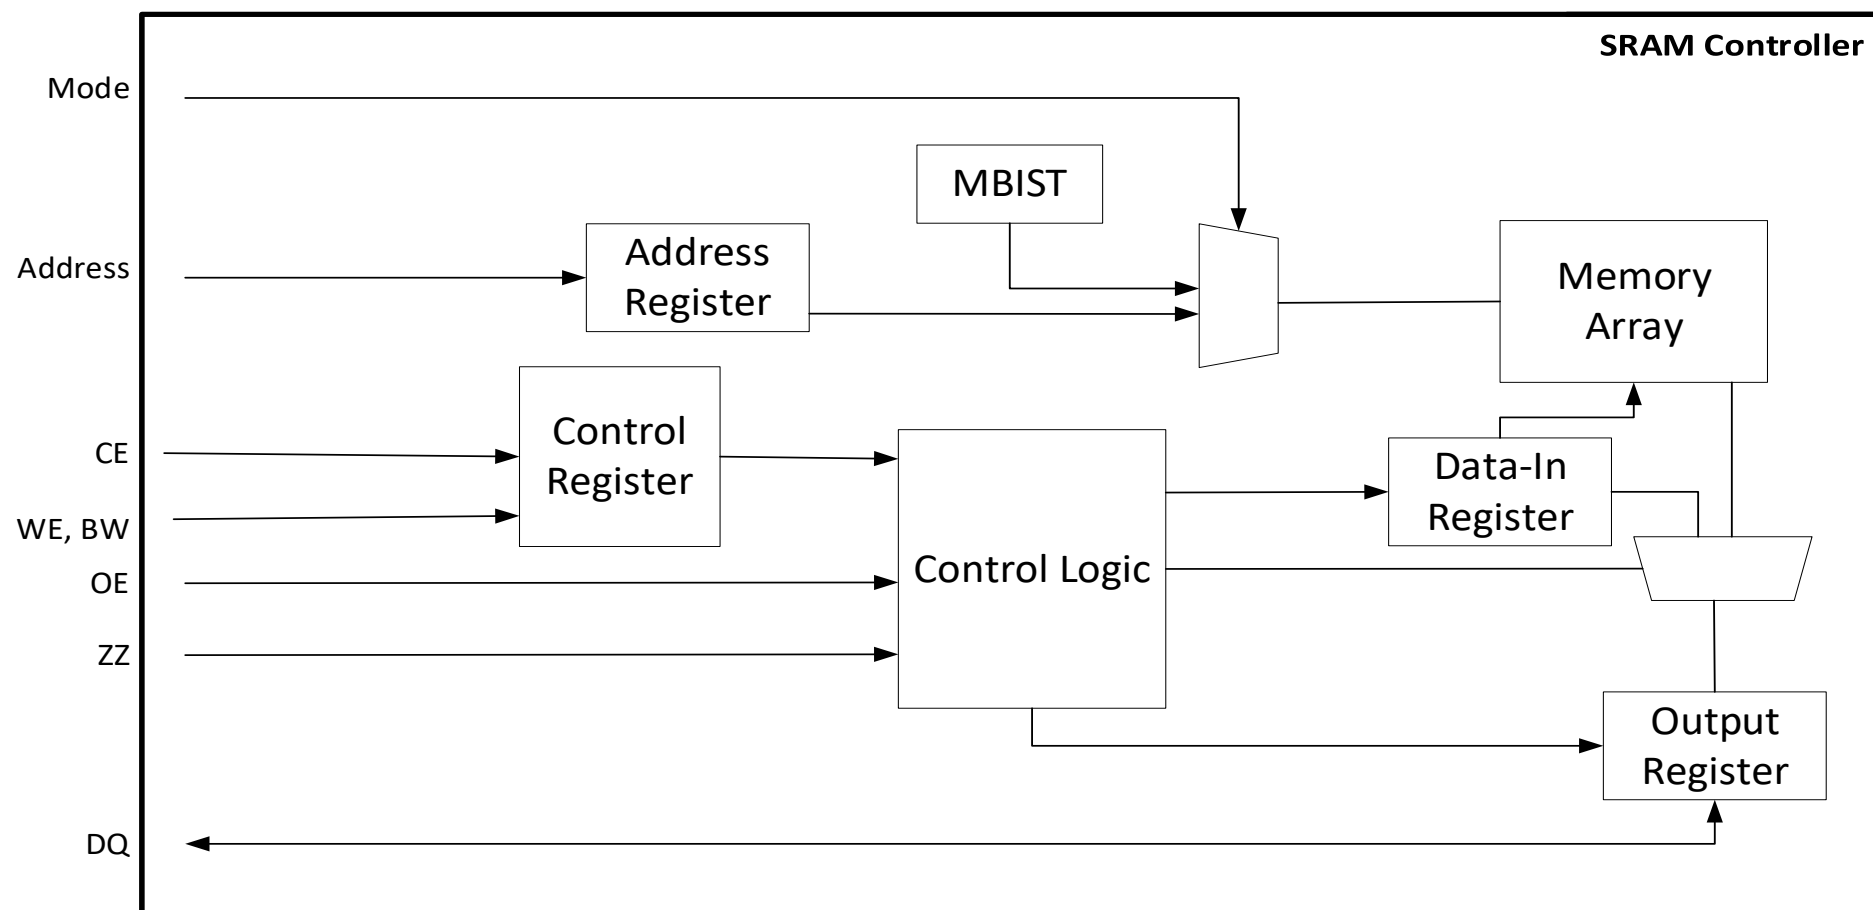 SRAM Controller
Mode
MBIST
Address
Address
Register
Memory
Array
CE
Control
Register
Data-In
Register
WE, BW
Control Logic
OE
ZZ
Output
Register
DQ